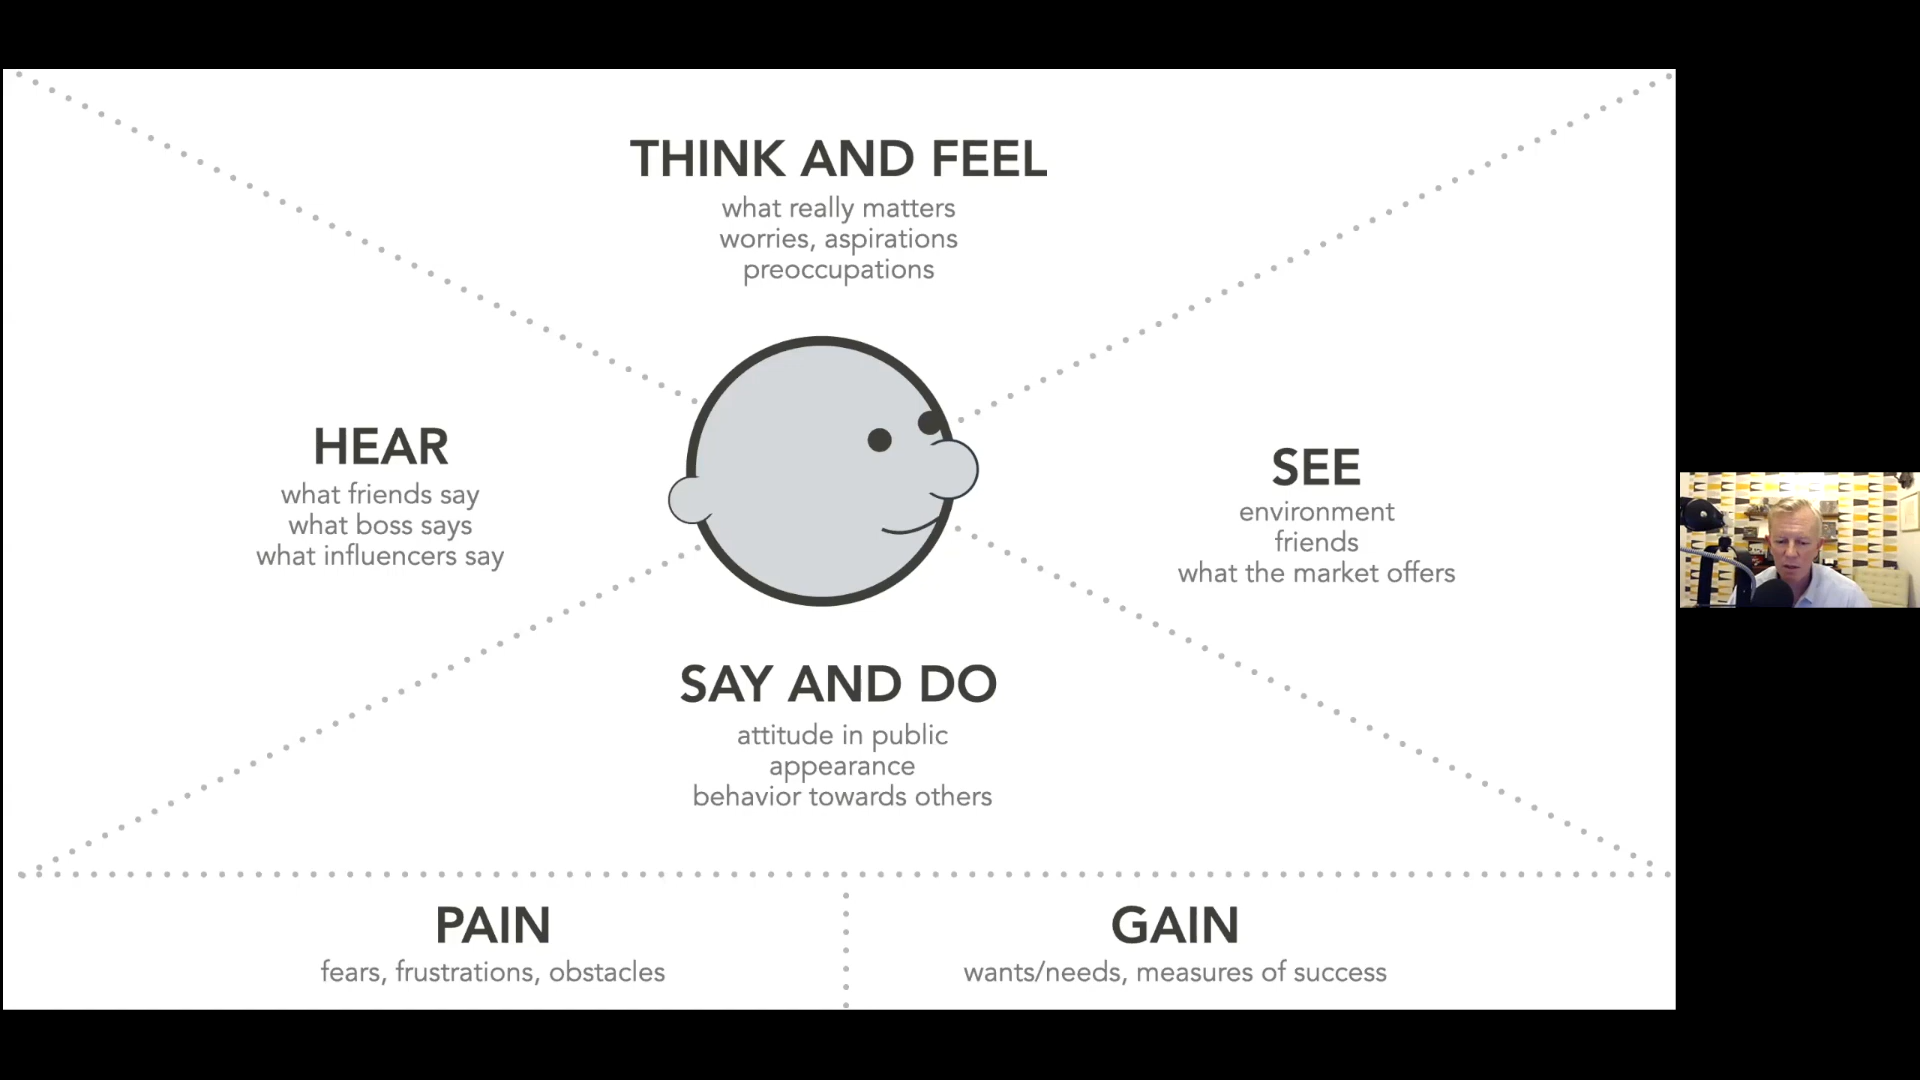 THINK AND FEEL
what really matters
worries, aspirations
preoccupations
HEAR
what friends say
what boss says
what influencers say
SEE
environment
friends
what the market offers
SAY AND DO
attitude in public
appearance
behavior towards others
PAIN
fears, frustrations, obstacles
GAIN
wants/needs, measures of success